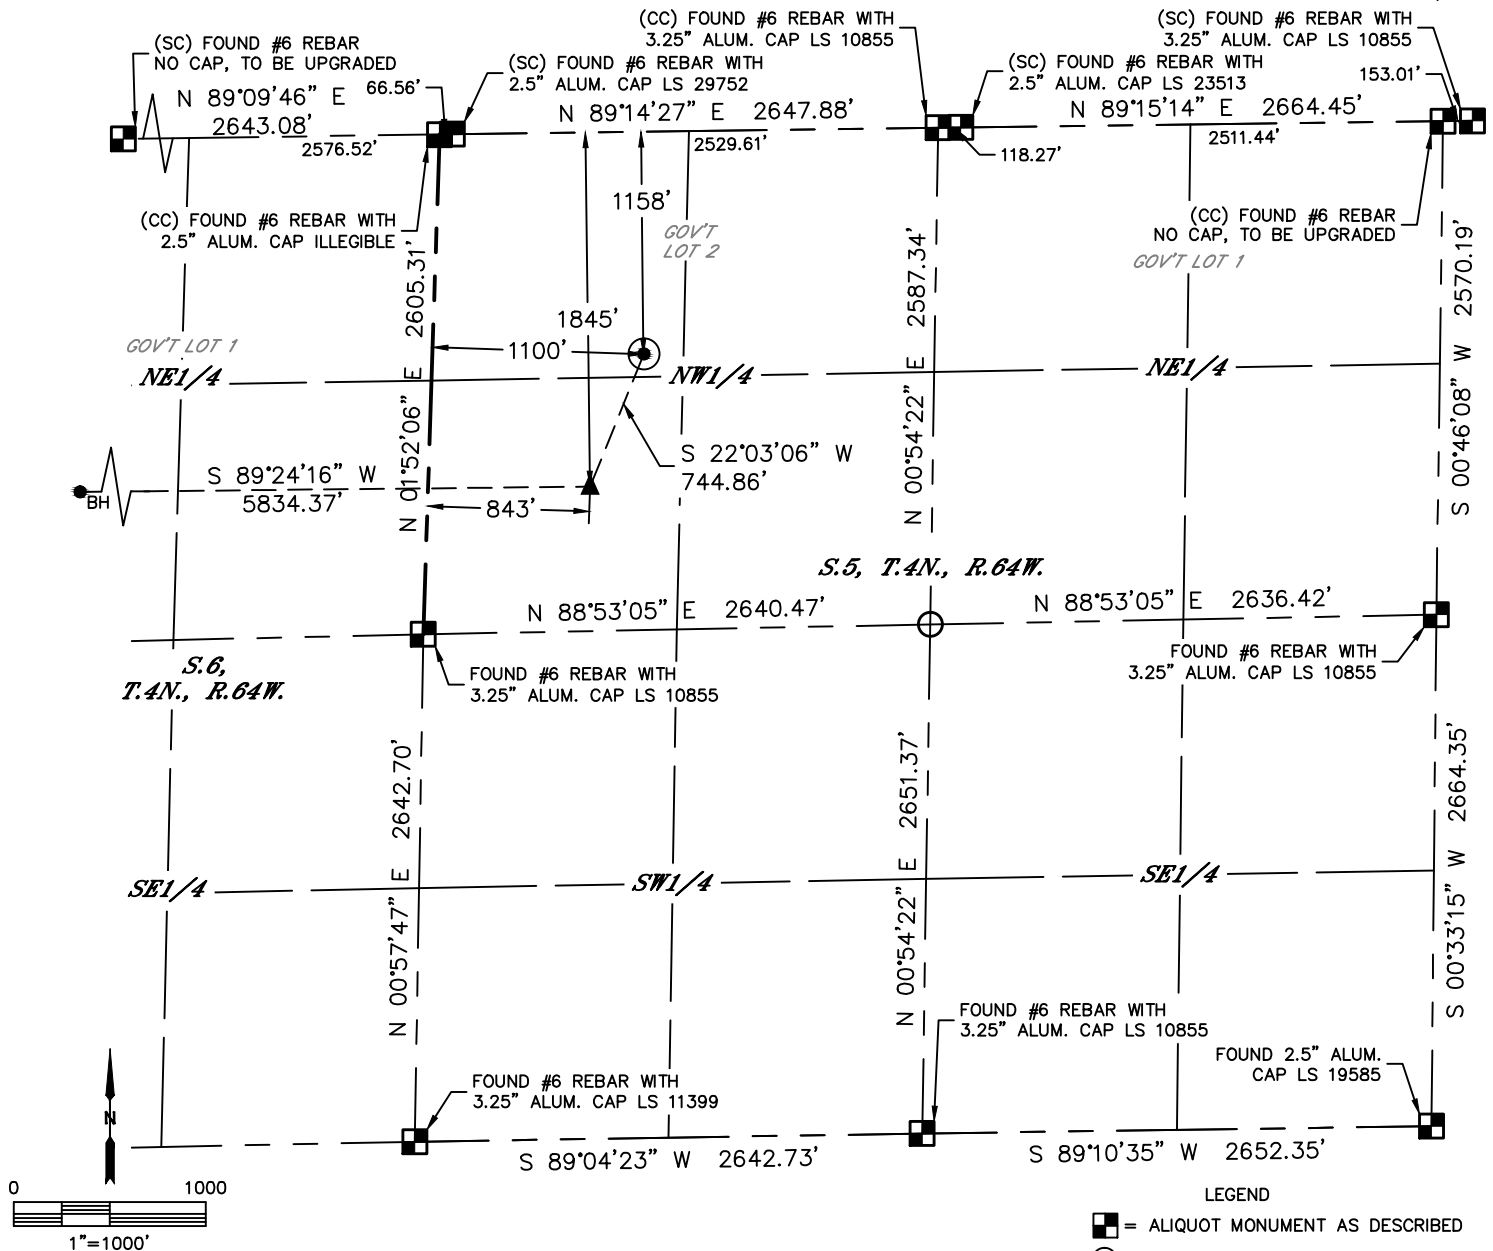 (SC) FOUND #6 REBAR
NO CAP, TO BE UPGRADED
(SC) FOUND #6 REBAR WITH
2.5" ALUM. CAP LS 29752
(CC) FOUND #6 REBAR WITH
3.25" ALUM. CAP LS 10855
(SC) FOUND #6 REBAR WITH
2.5" ALUM. CAP LS 23513
(SC) FOUND #6 REBAR WITH
3.25" ALUM. CAP LS 10855
N 89°09'46" E
2643.08'
66.56'
2576.52'
N 89°14'27" E 2647.88'
2529.61'
118.27'
N 89°15'14" E 2664.45'
2511.44'
153.01'
(CC) FOUND #6 REBAR WITH
2.5" ALUM. CAP ILLEGIBLE
(CC) FOUND #6 REBAR
NO CAP, TO BE UPGRADED
1158'
GOV'T
LOT 2
GOV'T LOT 1
GOV'T LOT 1
1845'
1100'
NE1/4
NW1/4
NE1/4
N 01°52'06" E 2605.31'
N 00°54'22" E 2587.34'
S 00°46'08" W 2570.19'
S 22°03'06" W
744.86'
S 89°24'16" W
5834.37'
BH
843'
S.5, T.4N., R.64W.
N 88°53'05" E 2640.47'
N 88°53'05" E 2636.42'
S.6,
T.4N., R.64W.
FOUND #6 REBAR WITH
3.25" ALUM. CAP LS 10855
FOUND #6 REBAR WITH
3.25" ALUM. CAP LS 10855
N 00°57'47" E 2642.70'
N 00°54'22" E 2651.37'
S 00°33'15" W 2664.35'
SE1/4
SW1/4
SE1/4
FOUND #6 REBAR WITH
3.25" ALUM. CAP LS 10855
FOUND 2.5" ALUM.
CAP LS 19585
FOUND #6 REBAR WITH
3.25" ALUM. CAP LS 11399
N
S 89°04'23" W 2642.73'
S 89°10'35" W 2652.35'
0 1000
1"=1000'
LEGEND
= ALIQUOT MONUMENT AS DESCRIBED